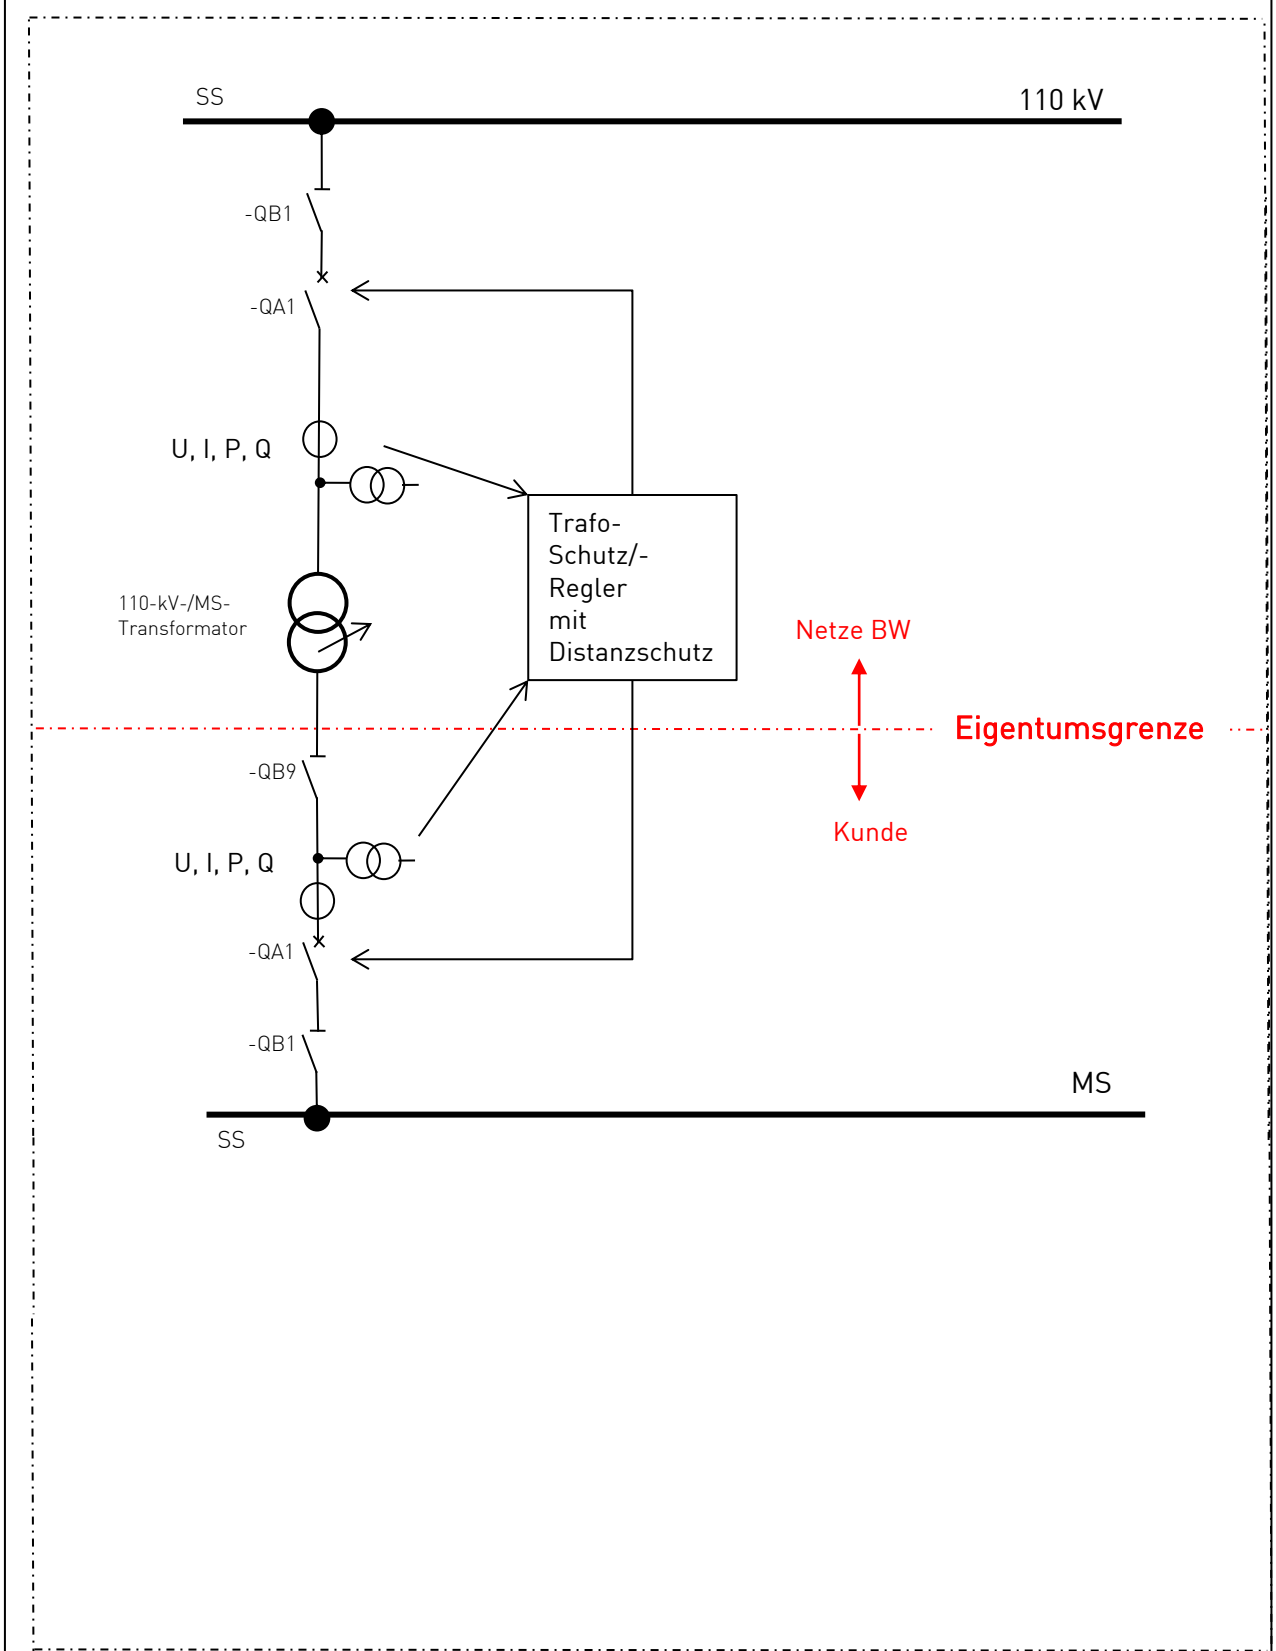 SS
110 kV
-QB1
-QA1
U, I, P, Q
Trafo-
Schutz/-
Regler
mit
Distanzschutz
110-kV-/MS-
Transformator
Netze BW
Eigentumsgrenze
-QB9
Kunde
U, I, P, Q
-QA1
-QB1
MS
SS